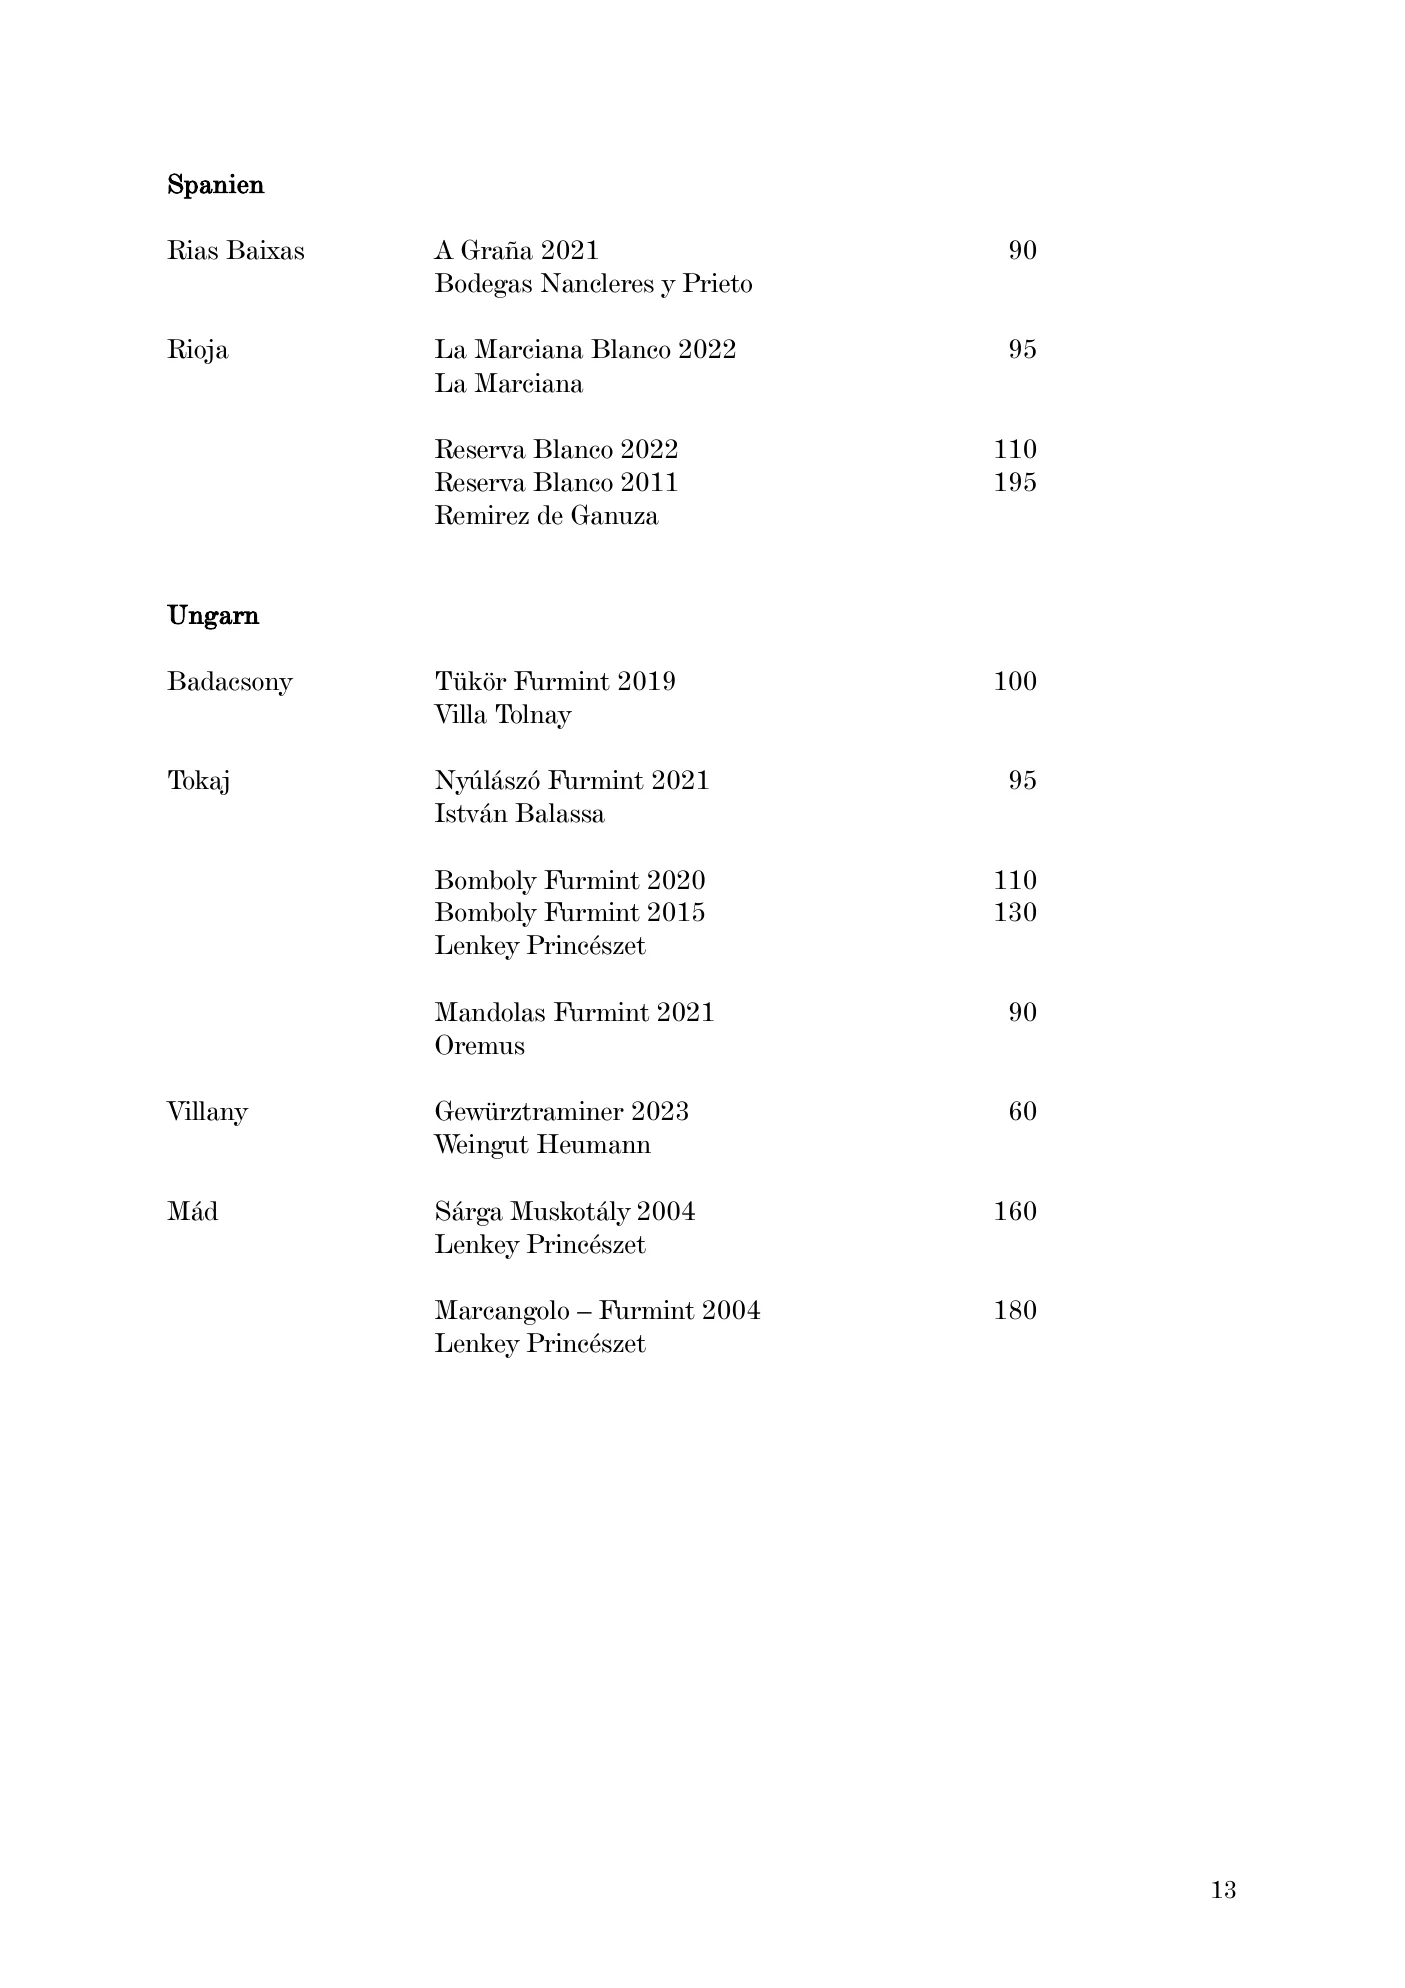 Spanien
Rias Baixas A Graña 2021 90
Bodegas Nancleres y Prieto
Rioja La Marciana Blanco 2022 95
La Marciana
Reserva Blanco 2022 110
Reserva Blanco 2011 195
Remirez de Ganuza
Ungarn
Badacsony Tükör Furmint 2019 100
Villa Tolnay
Tokaj Nyúlászó Furmint 2021 95
István Balassa
Bomboly Furmint 2020 110
Bomboly Furmint 2015 130
Lenkey Princészet
Mandolas Furmint 2021 90
Oremus
Villany Gewürztraminer 2023 60
Weingut Heumann
Mád Sárga Muskotály 2004 160
Lenkey Princészet
Marcangolo – Furmint 2004 180
Lenkey Princészet
13